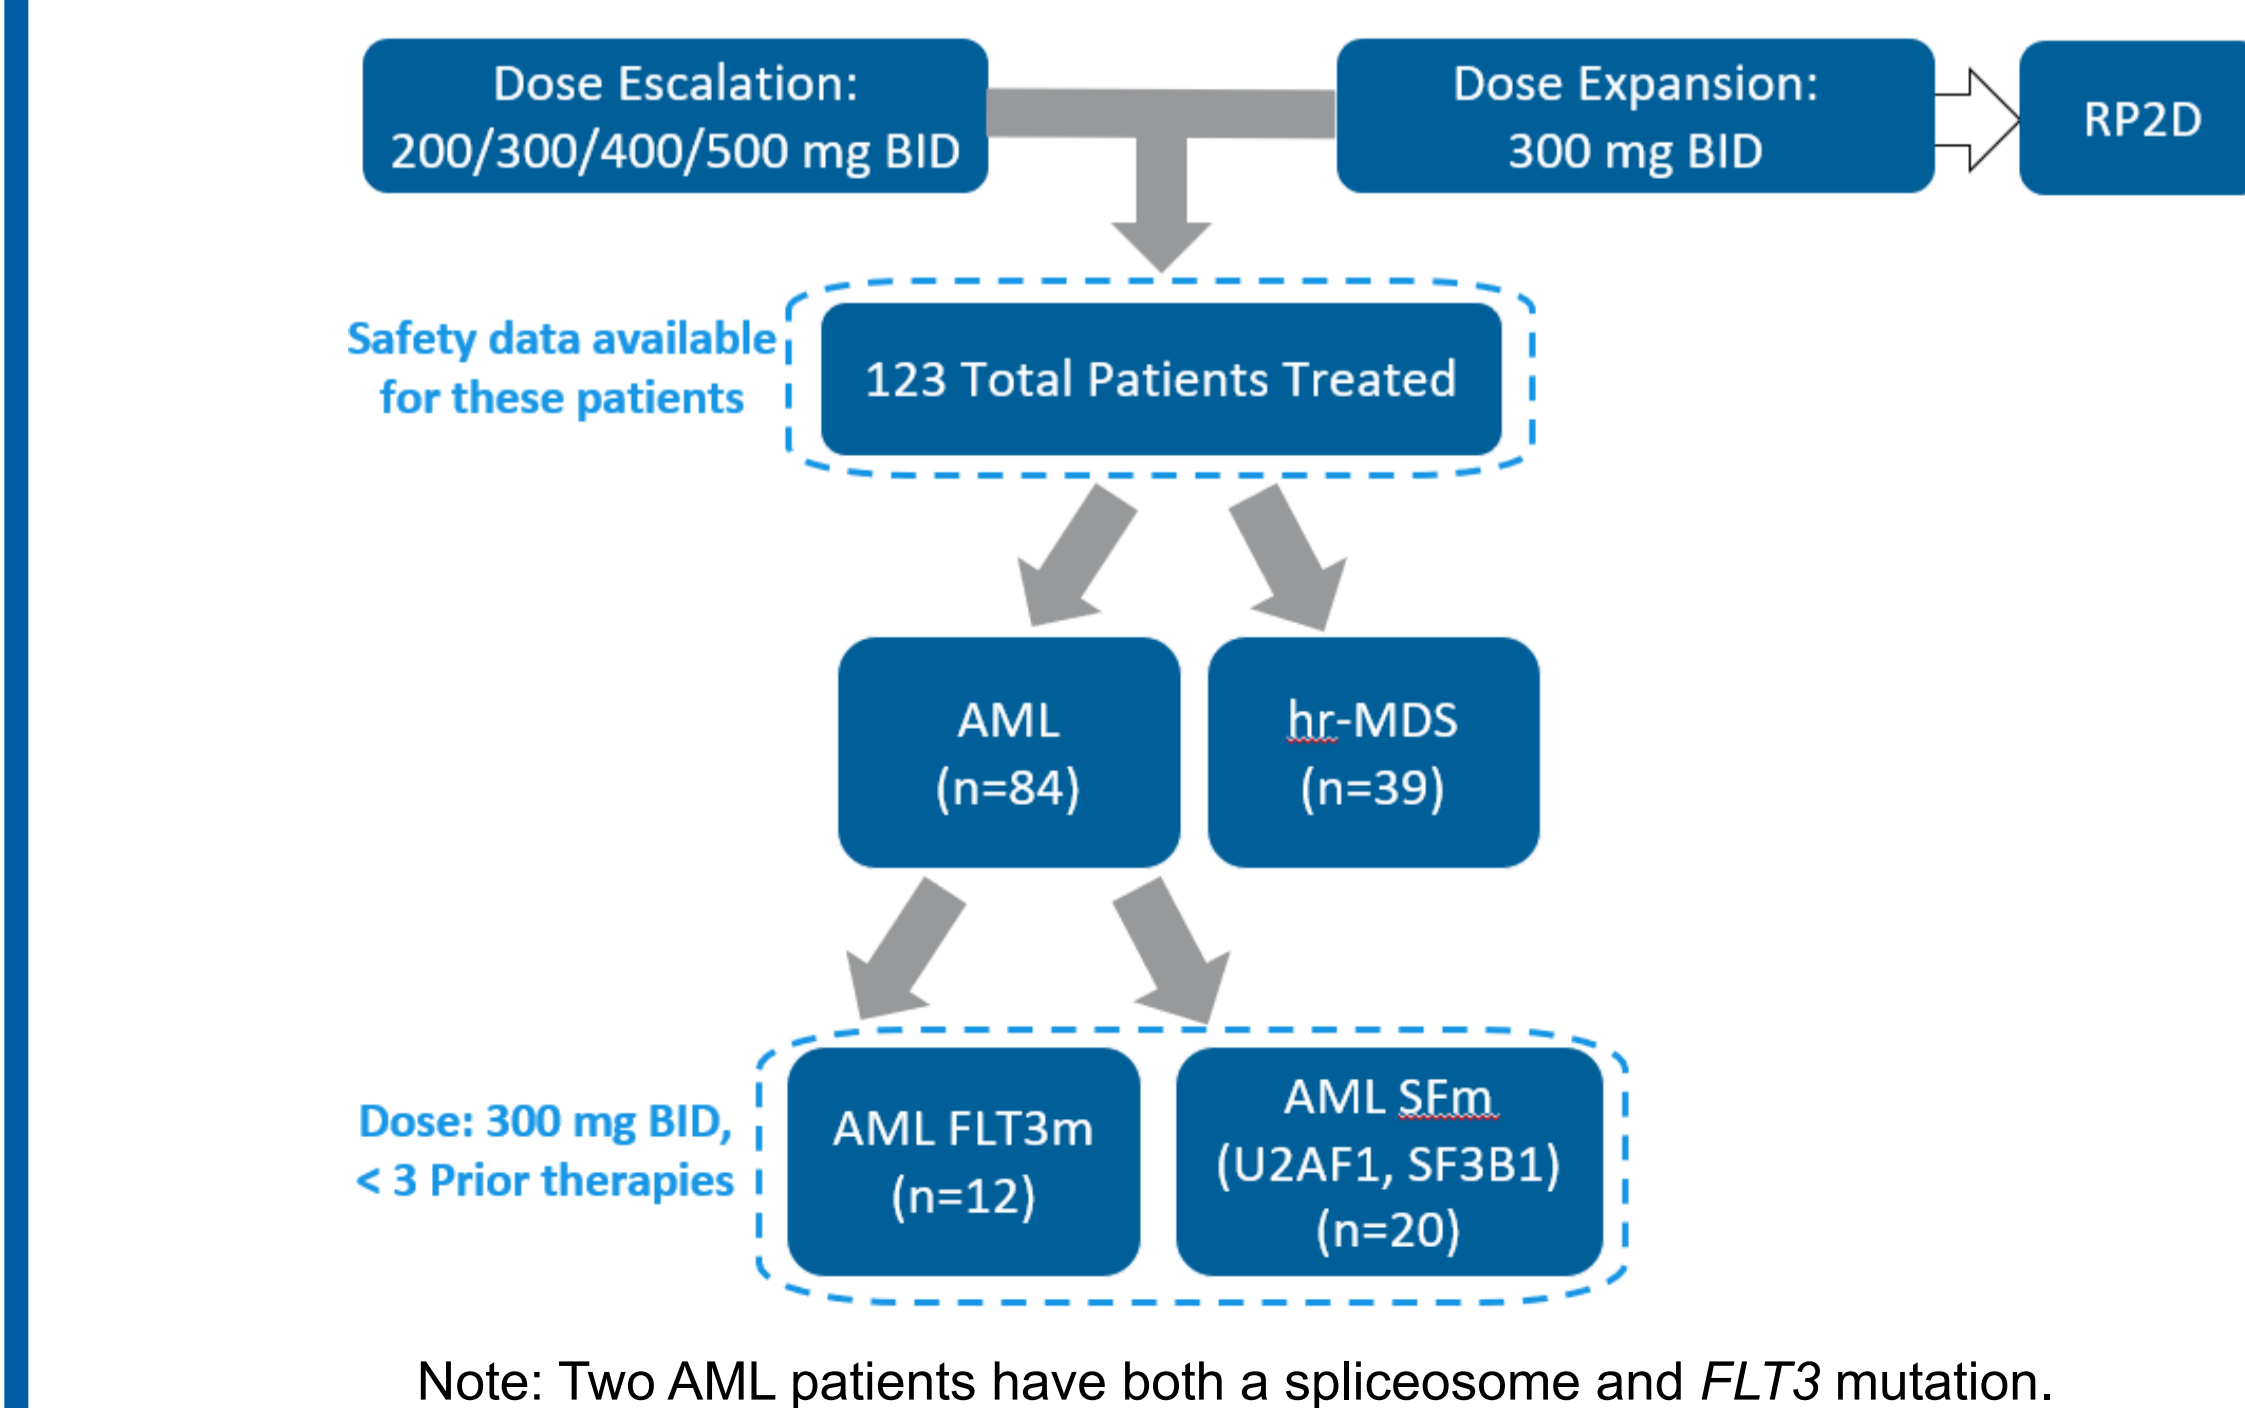 Dose Escalation:
200/300/400/500 mg BID
Dose Expansion:
300 mg BID
RP2D
Safety data available
for these patients
123 Total Patients Treated
AML
(n=84)
hr-MDS
(n=39)
Dose: 300 mg BID,
< 3 Prior therapies
AML FLT3m
(n=12)
AML SFm
(U2AF1, SF3B1)
(n=20)
Note: Two AML patients have both a spliceosome and FLT3 mutation.